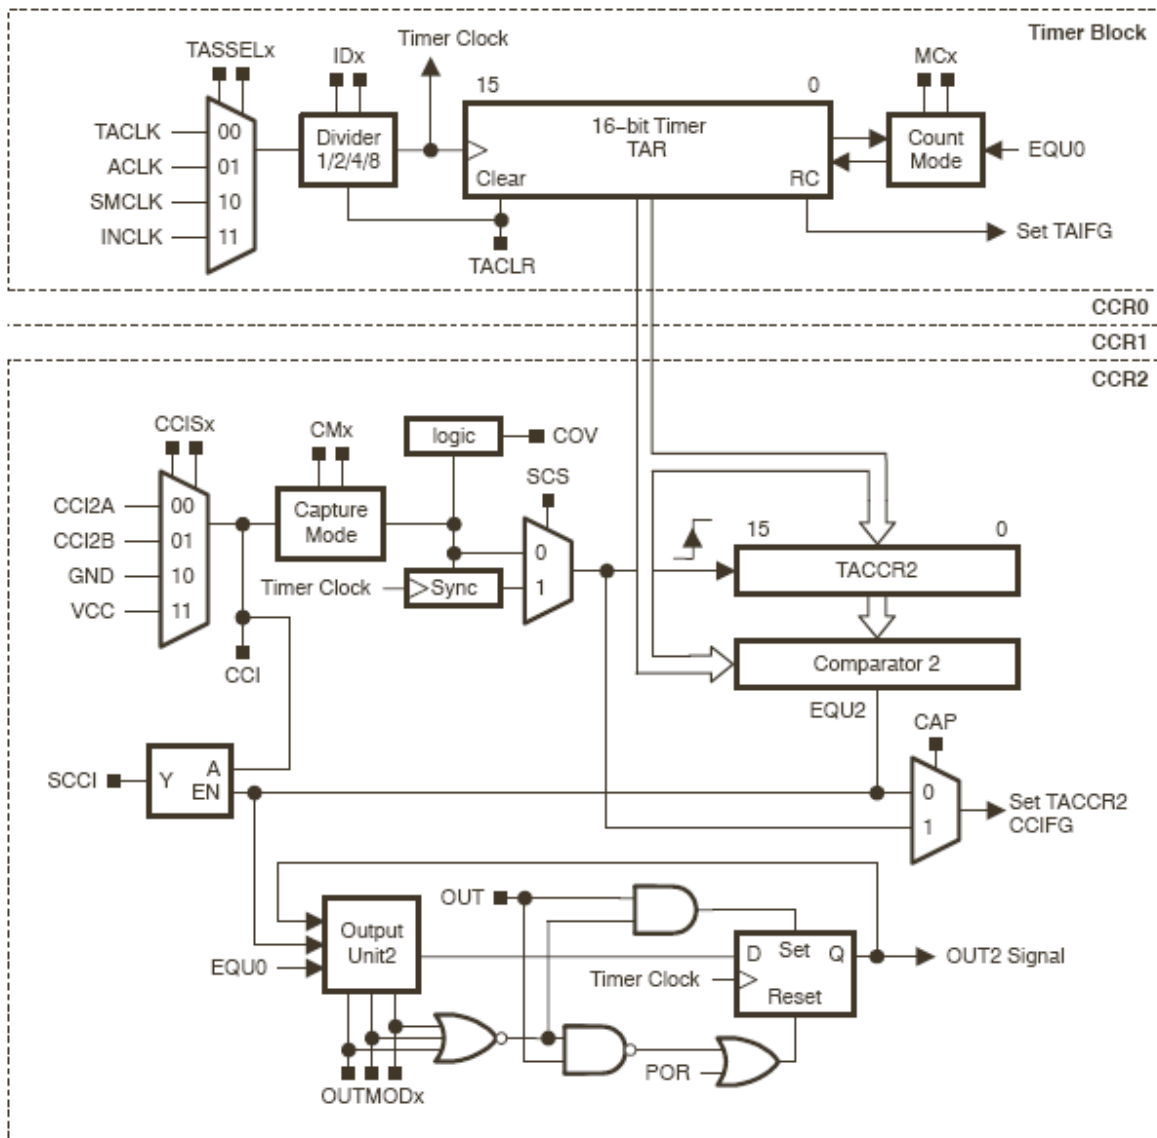 Timer Block
TASSELx
IDx
Timer Clock
MCx
15
0
TACLK
00
ACLK
01
SMCLK
10
INCLK
11
Divider
1/2/4/8
16-bit Timer
TAR
Clear
RC
Count
Mode
EQU0
Set TAIFG
TACLR
CCR0
CCR1
CCR2
CCISx
CMx
logic
COV
SCS
CCI2A
00
CCI2B
01
GND
10
VCC
11
Capture
Mode
0
1
Timer Clock
Sync
15
0
TACCR2
CCI
Comparator 2
EQU2
CAP
SCCI
Y
A
EN
0
1
Set TACCR2
CCIFG
OUT
Output
Unit2
EQU0
D
Set
Q
OUT2 Signal
Timer Clock
Reset
POR
OUTMODx